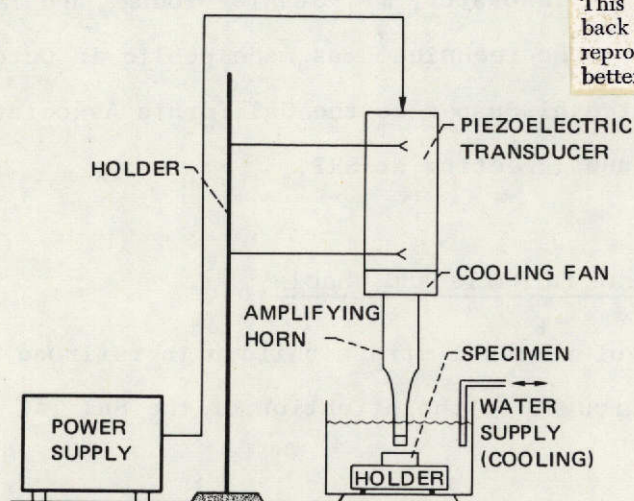 This
back
repro
better
PIEZOELECTRIC
TRANSDUCER
HOLDER
COOLING FAN
AMPLIFYING
HORN
SPECIMEN
WATER
SUPPLY
(COOLING)
POWER
SUPPLY
HOLDER